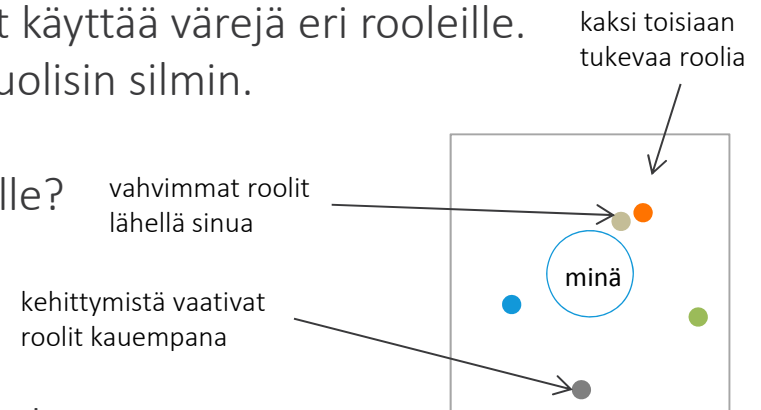 t käyttää värejä eri rooleille.
uolisin silmin.
kaksi toisiaan
tukevaa roolia
lle?
vahvimmat roolit
lähellä sinua
minä
kehittymistä vaativat
roolit kauempana